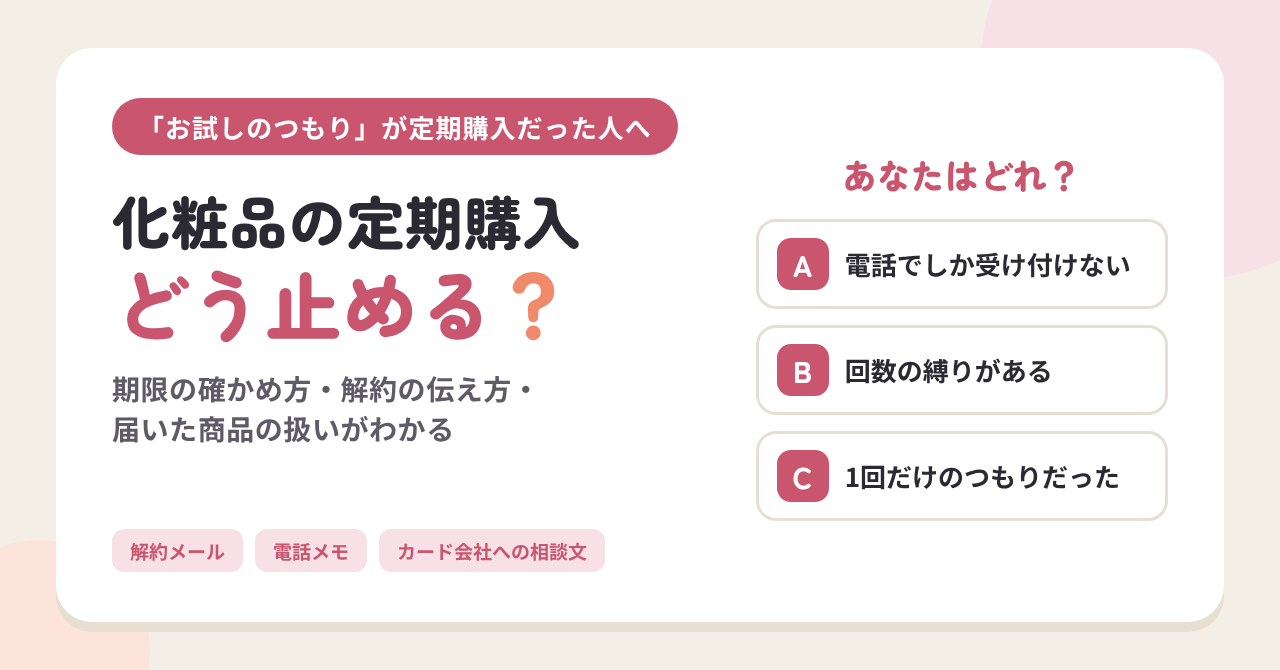 「お試しのつもり」が定期購入だった人へ
化粧品の定期購入
どう止める？
期限の確かめ方・解約の伝え方・
届いた商品の扱いがわかる
解約メール
電話メモ
カード会社への相談文
あなたはどれ？
A 電話でしか受け付けない
B 回数の縛りがある
C 1回だけのつもりだった